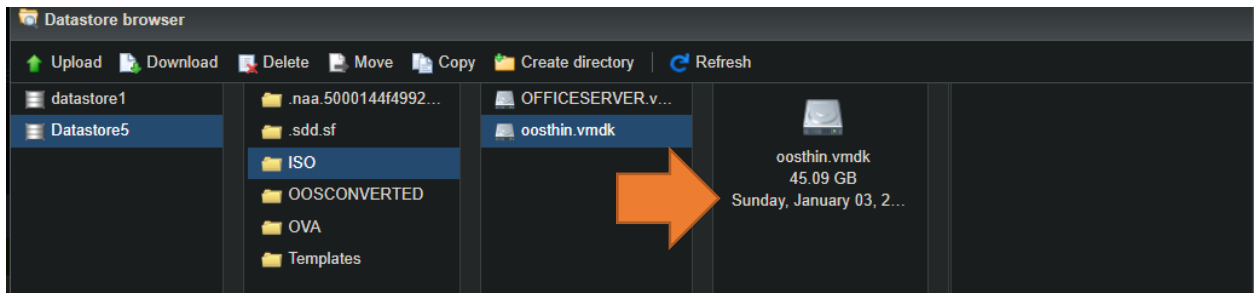 Datastore browser
Upload Download Delete Move Copy Create directory Refresh
datastore1
Datastore5
.naa.5000144f4992...
.sdd.sf
ISO
OOSCONVERTED
OVA
Templates
OFFICESERVER.v...
oosthin.vmdk
oosthin.vmdk
45.09 GB
Sunday, January 03, 2...